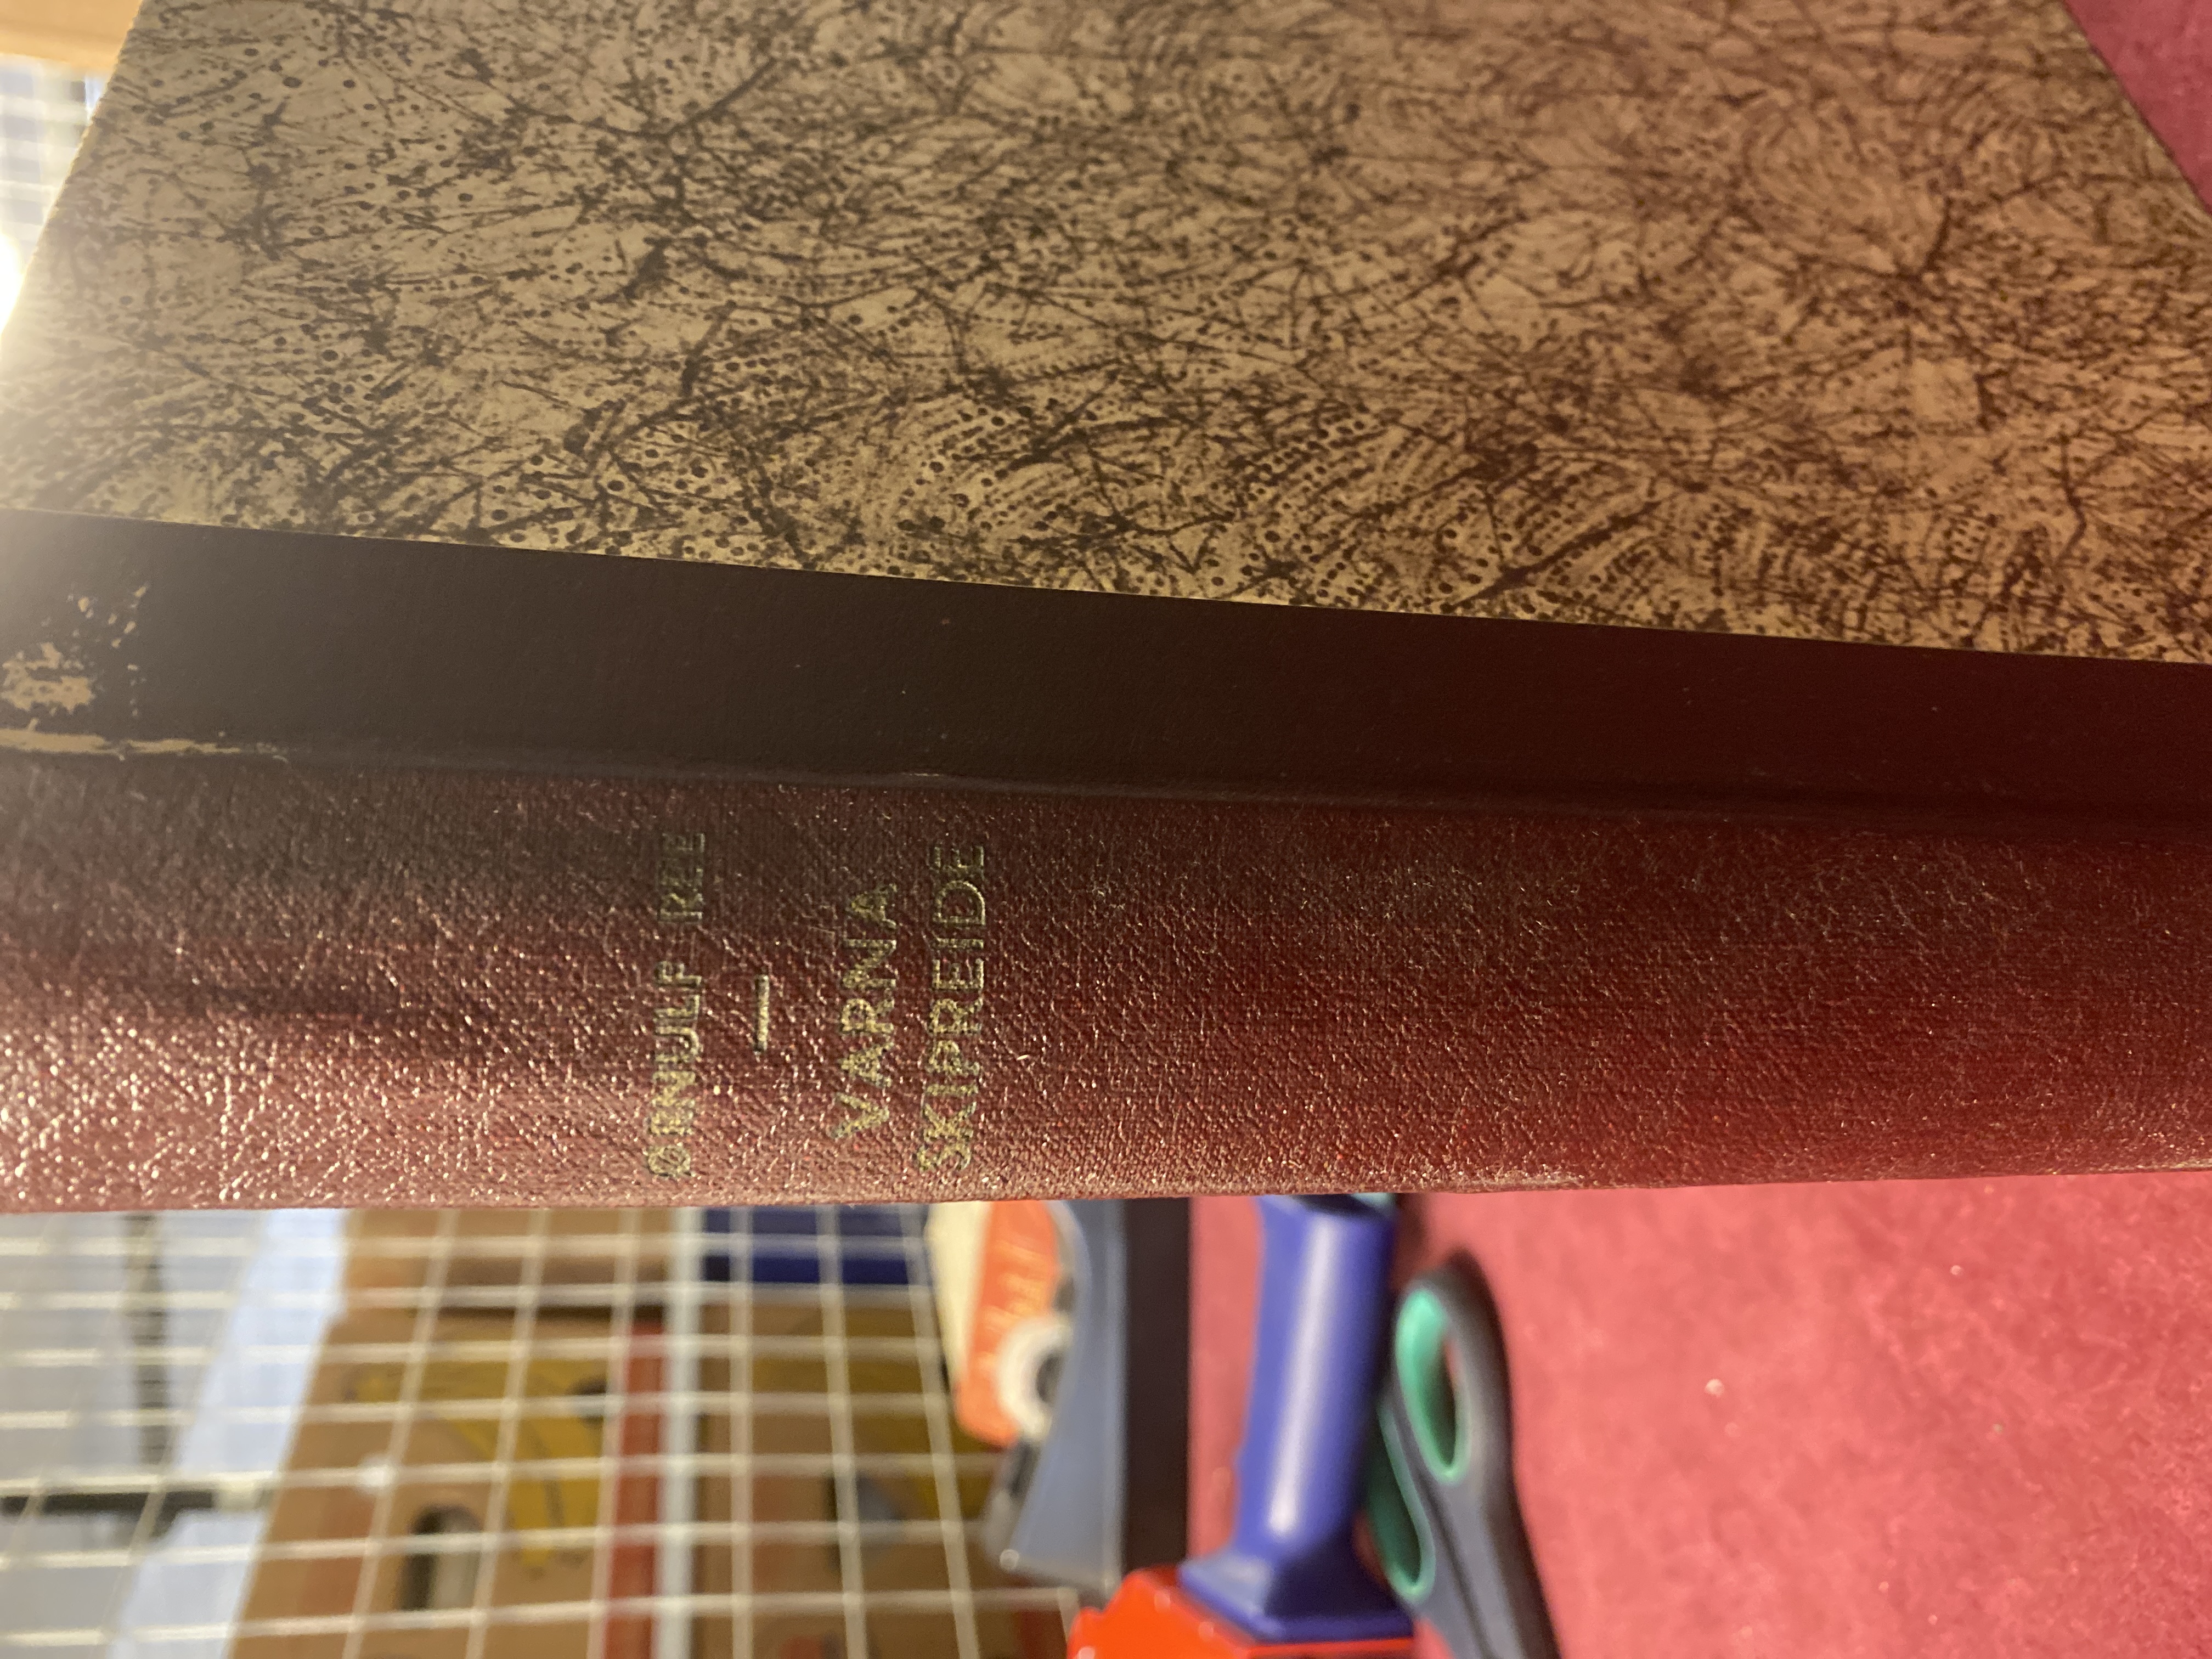 ØRNULF REE
—
VARNA
SKIPREIDE